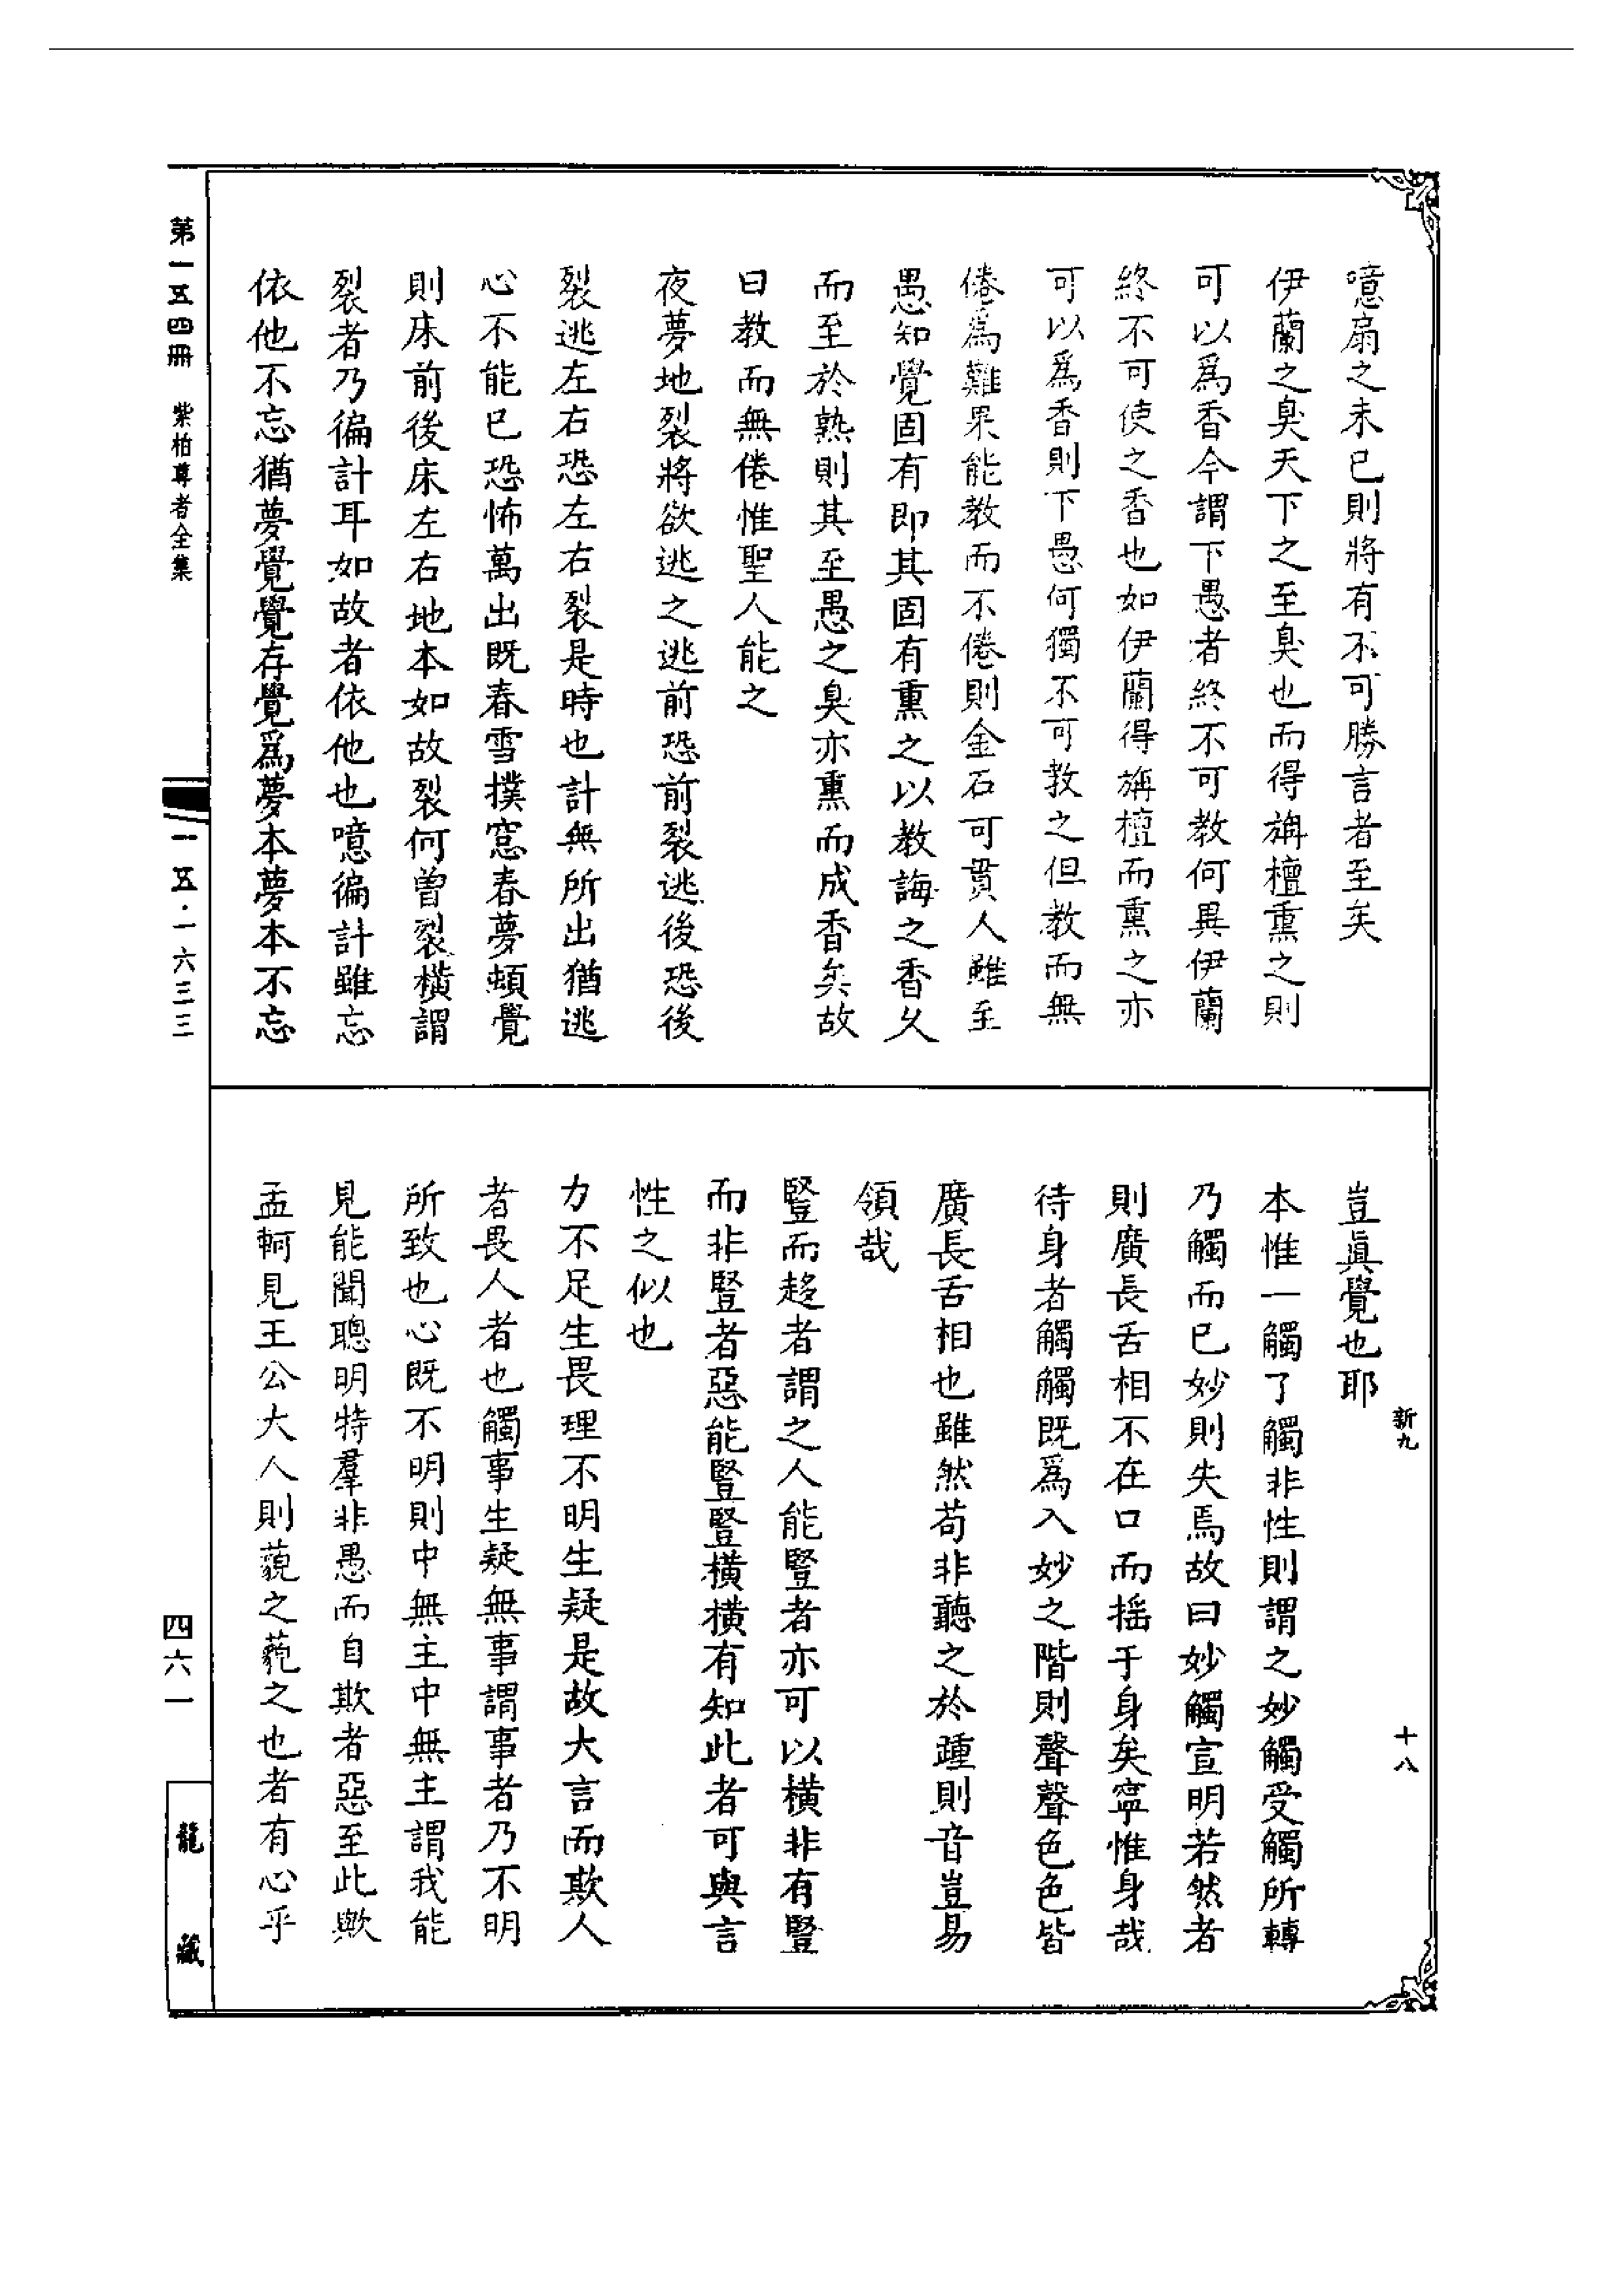 噫扇之未已則將有不可勝言者至矣
伊蘭之臭天下之至臭也而得旃檀熏之則
可以爲香今謂下愚者終不可教何異伊蘭
終不可使之香也如伊蘭得旃檀而熏之亦
可以爲香則下愚何獨不可教之但教而無
倦爲難果能教而不倦則金石可貫人雖至
愚知覺固有即其固有熏之以教誨之香久
而至於熟則其至愚之臭亦熏而成香矣故
曰教而無倦惟聖人能之
夜夢地裂將欲逃之逃前恐前裂逃後恐後
裂逃左右恐左右裂是時也計無所出猶逃
心不能已恐怖萬出既春雪撲窓春夢頓覺
則床前後床左右地本如故裂何曾裂橫謂
裂者乃徧計耳如故者依他也噫徧計雖忘
依他不忘猶夢覺覺存覺爲夢本夢本不忘
豈眞覺也耶
本惟一觸了觸非性則謂之妙觸受觸所轉
乃觸而已妙則失焉故曰妙觸宣明若然者
則廣長舌相不在口而搖于身矣寧惟身哉
待身者觸觸既爲入妙之階則聲聲色色皆
廣長舌相也雖然苟非聽之於踵則音豈易
領哉
豎而趍者謂之人能豎者亦可以橫非有豎
而非豎者惡能豎豎橫橫有知此者可與言
性之似也
力不足生畏理不明生疑是故大言而欺人
者畏人者也觸事生疑無事謂事者乃不明
所致也心既不明則中無主中無主謂我能
見能聞聰明特羣非愚而自欺者惡至此歟
孟軻見王公大人則藐之藐之也者有心乎
新九
十八
第一五四冊 紫柏尊者全集
一五·一六三三
四六一
龍藏